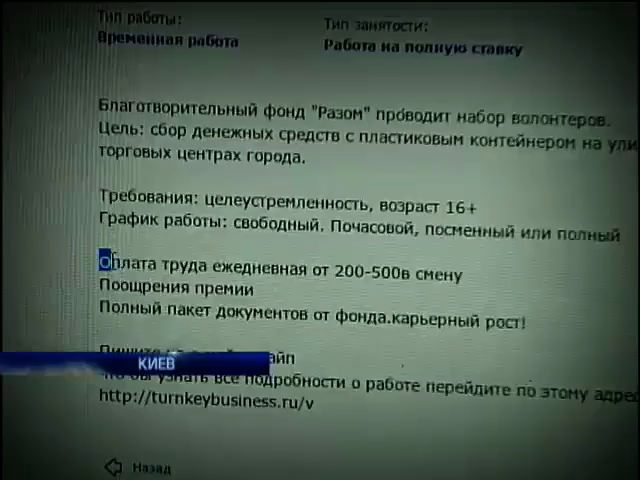 Тип работы:
Временная работа
Тип занятости:
Работа на полную ставку
Благотворительный фонд "Разом" проводит набор волонтеров.
Цель: сбор денежных средств с пластиковым контейнером на ули
торговых центрах города.
Требования: целеустремленность, возраст 16+
График работы: свободный. Почасовой, посменный или полный
Оплата труда ежедневная от 200-500в смену
Поощрения премии
Полный пакет документов от фонда.карьерный рост!
КИЕВ
узнать все подробности о работе перейдите по этому адрес
http://turnkeybusiness.ru/v
Назад